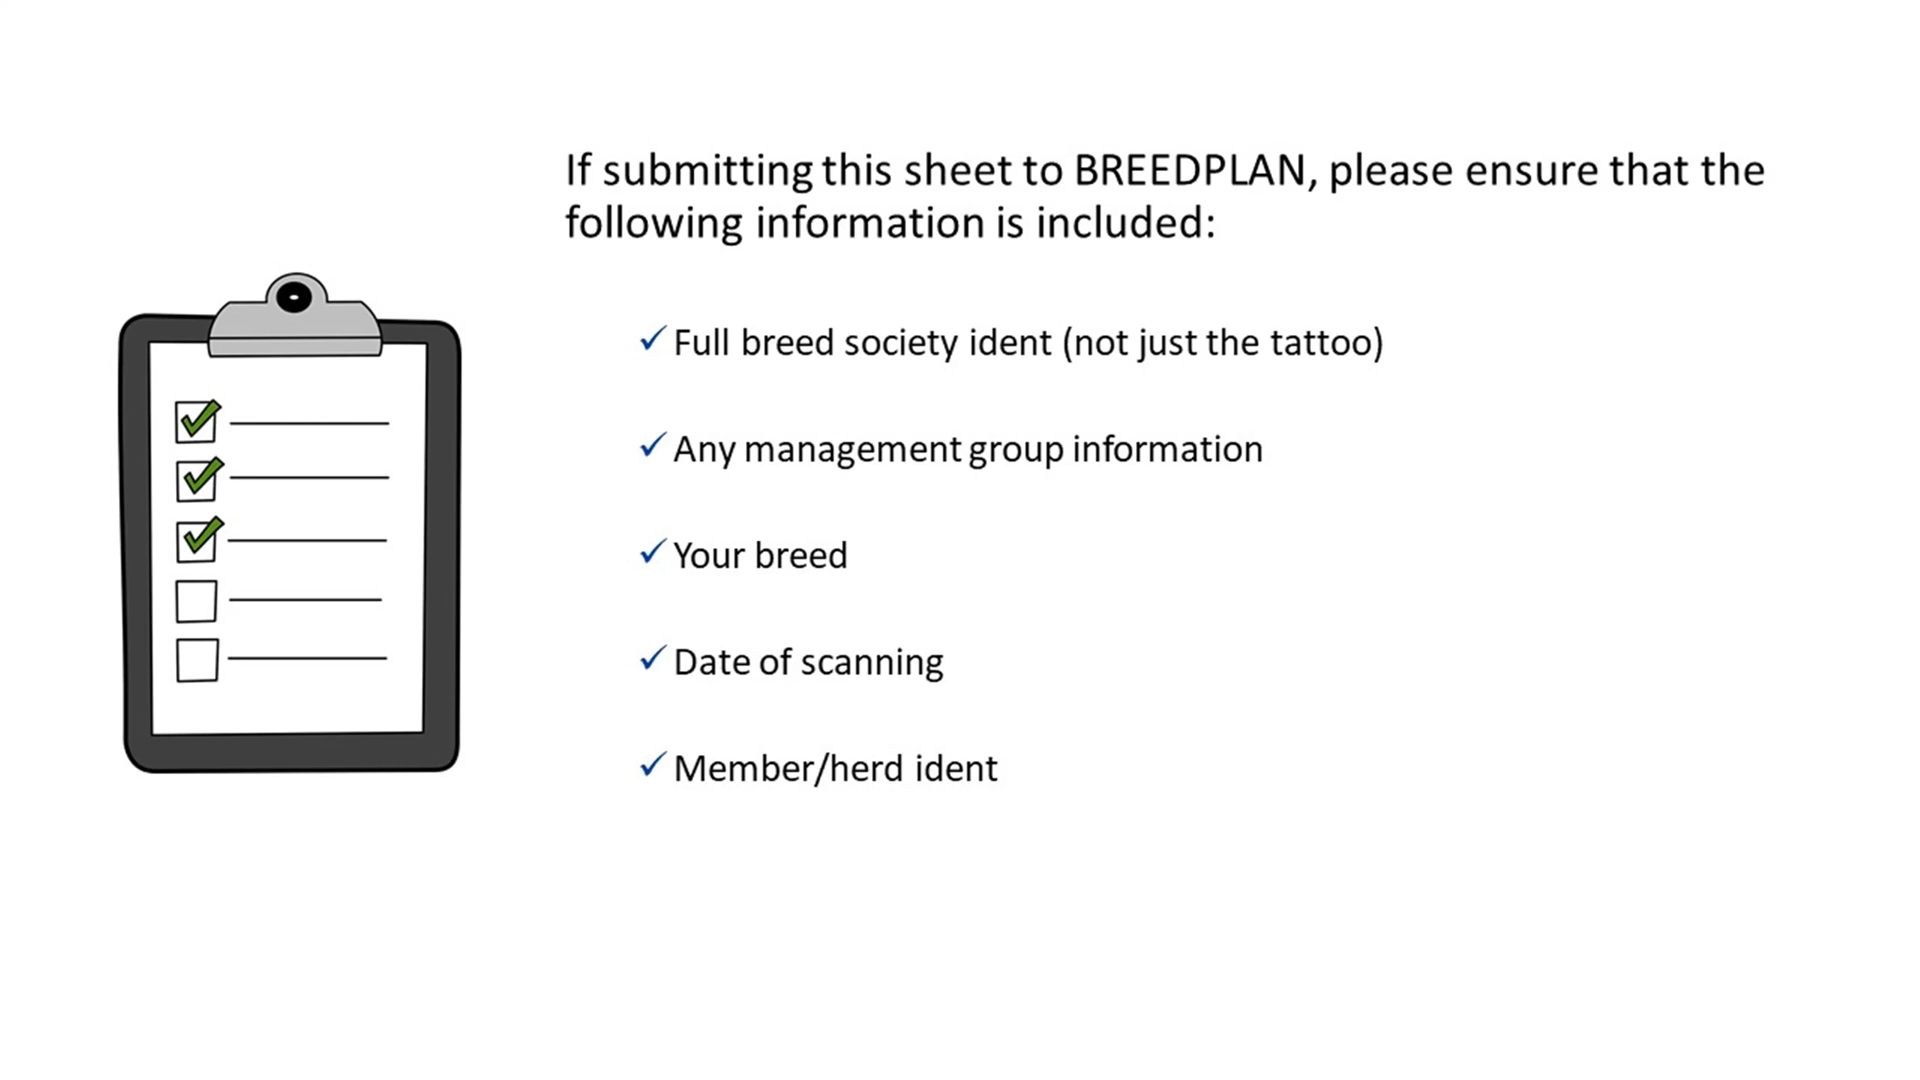 If submitting this sheet to BREEDPLAN, please ensure that the
following information is included:
✓ Full breed society ident (not just the tattoo)
✓ Any management group information
✓ Your breed
✓ Date of scanning
✓ Member/herd ident